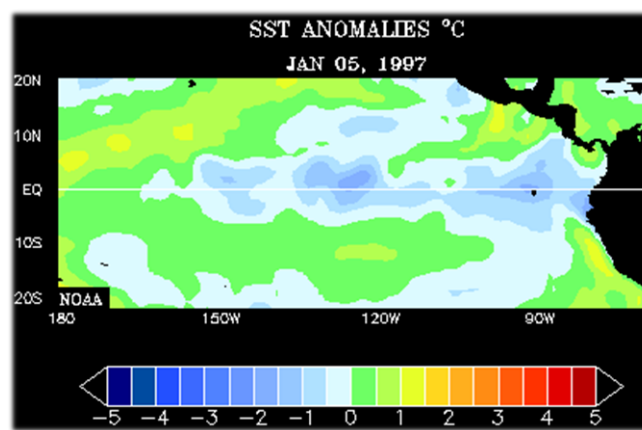 SST ANOMALIES °C
JAN 05, 1997
20N
10N
EQ
10S
20S
NOAA
180 150W 120W 90W
-5 -4 -3 -2 -1 0 1 2 3 4 5